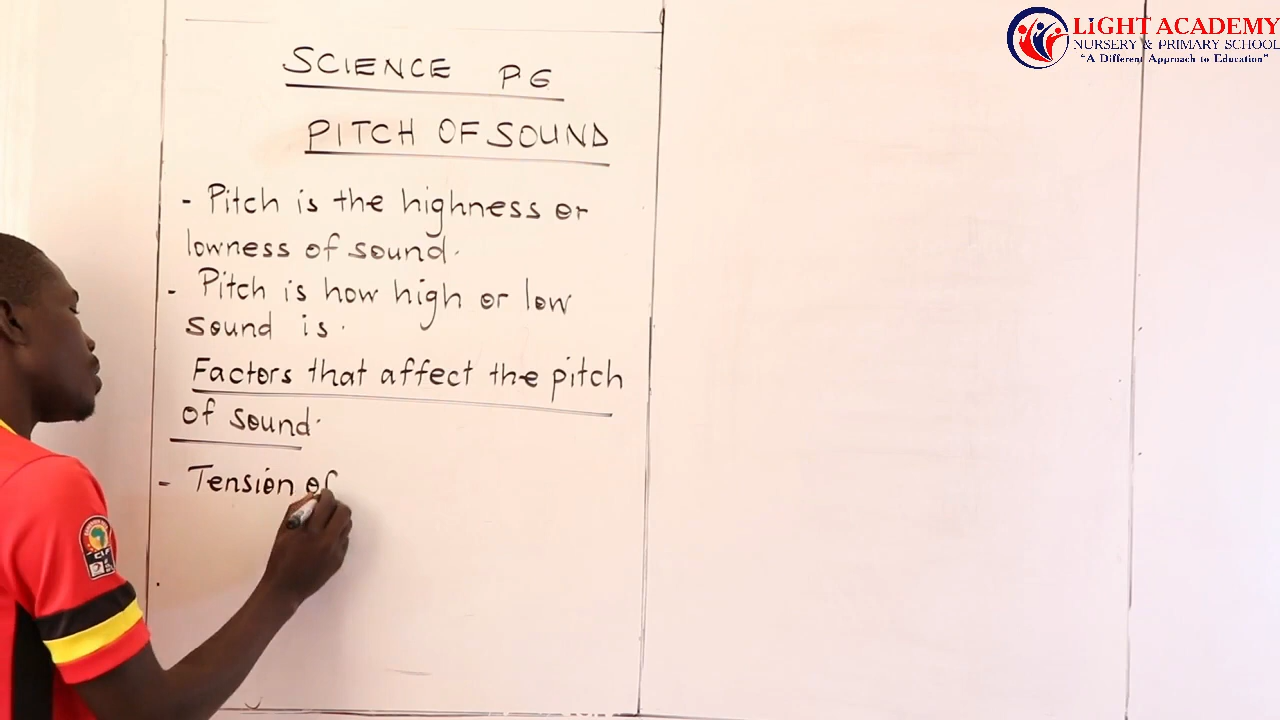 LIGHT ACADEMY
NURSERY & PRIMARY SCHOOL
"A Different Approach to Education"
SCIENCE P6
PITCH OF SOUND
- Pitch is the highness or
lowness of sound.
- Pitch is how high or low
sound is.
Factors that affect the pitch
of sound.
- Tension of